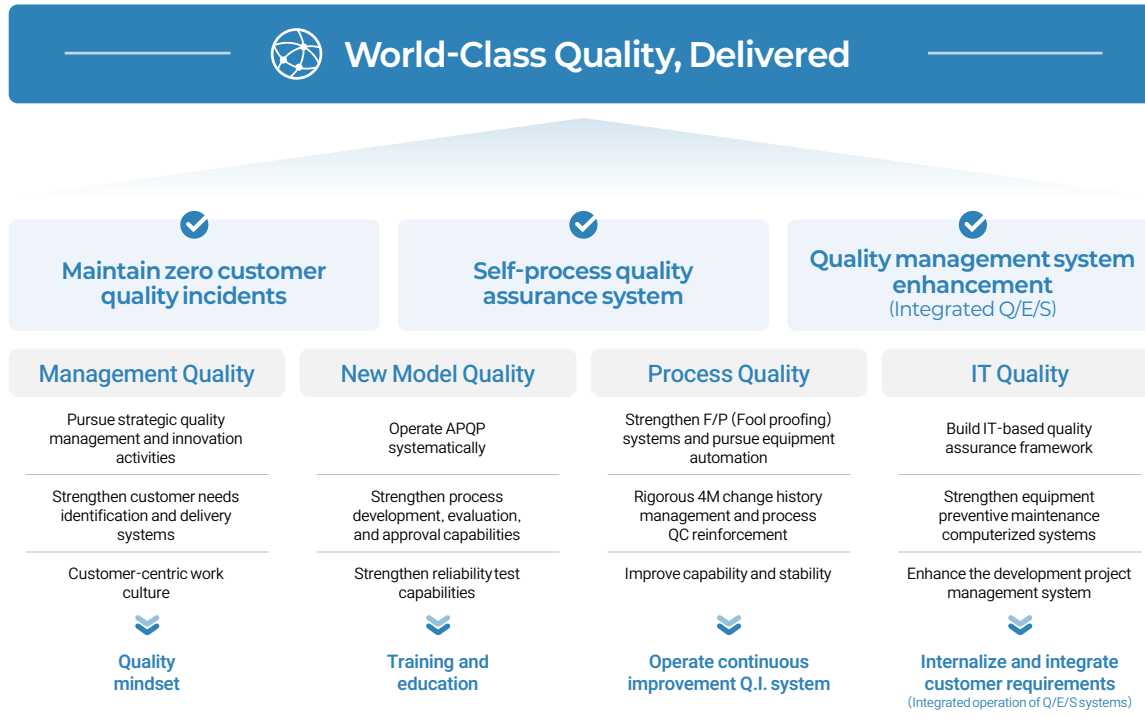 World-Class Quality, Delivered
Maintain zero customer
quality incidents
Self-process quality
assurance system
Quality management system
enhancement
(Integrated Q/E/S)
Management Quality
Pursue strategic quality
management and innovation
activities
Strengthen customer needs
identification and delivery
systems
Customer-centric work
culture
Quality
mindset
New Model Quality
Operate APQP
systematically
Strengthen process
development, evaluation,
and approval capabilities
Strengthen reliability test
capabilities
Training and
education
Process Quality
Strengthen F/P (Fool proofing)
systems and pursue equipment
automation
Rigorous 4M change history
management and process
QC reinforcement
Improve capability and stability
Operate continuous
improvement Q.I. system
IT Quality
Build IT-based quality
assurance framework
Strengthen equipment
preventive maintenance
computerized systems
Enhance the development project
management system
Internalize and integrate
customer requirements
(Integrated operation of Q/E/S systems)